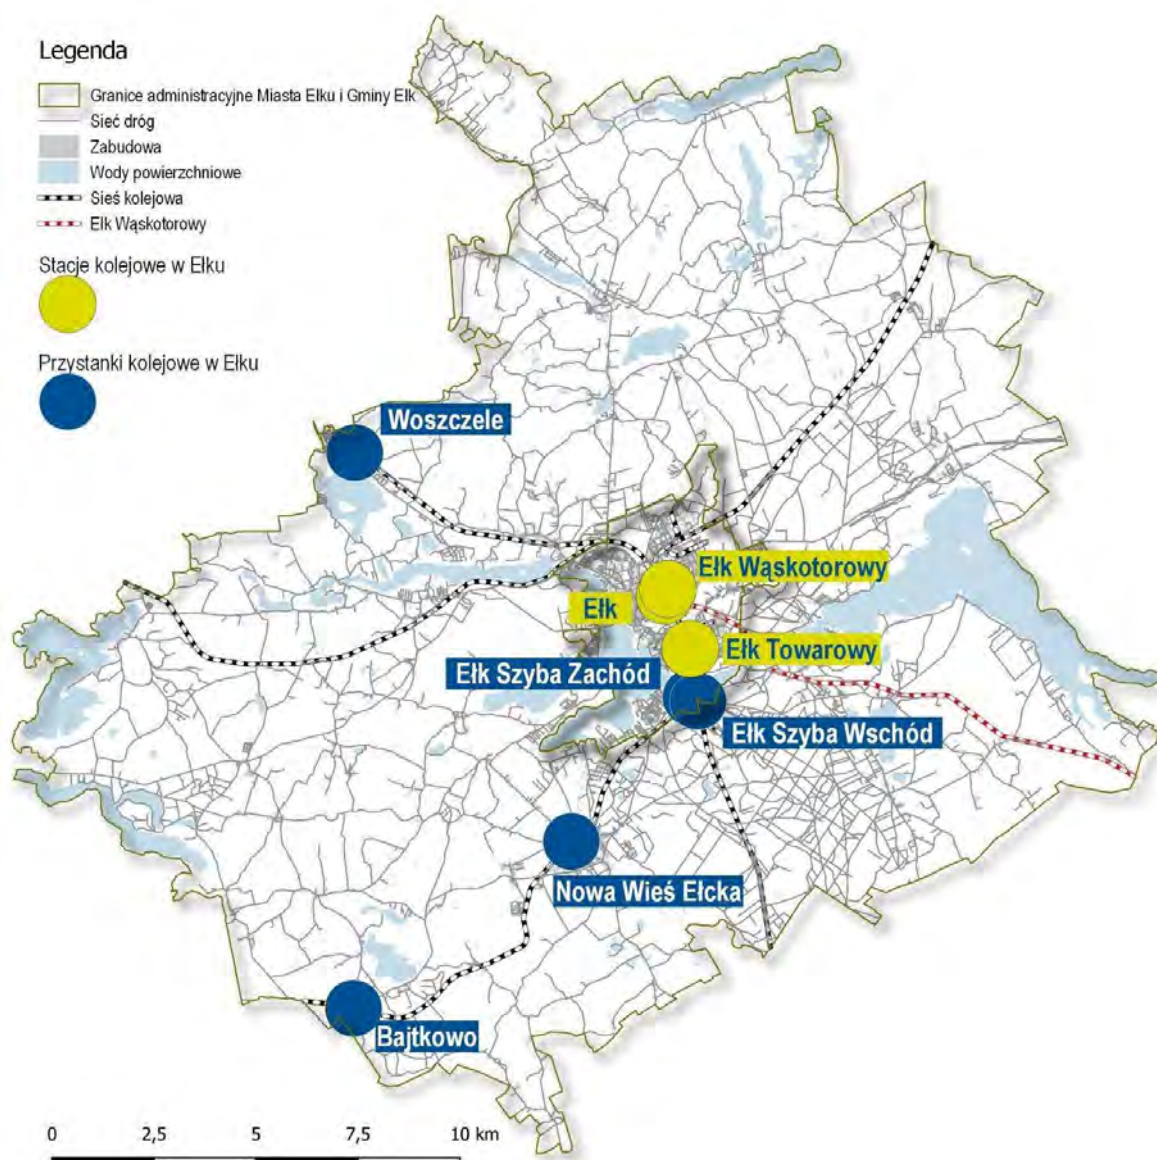 Legenda
Granice administracyjne Miasta Ełku i Gminy Ełk
Sieć dróg
Zabudowa
Wody powierzchniowe
Sieś kolejowa
Ełk Wąskotorowy
Stacje kolejowe w Ełku
Przystanki kolejowe w Ełku
Woszczele
Ełk Wąskotorowy
Ełk
Ełk Towarowy
Ełk Szyba Zachód
Ełk Szyba Wschód
Nowa Wieś Ełcka
Bajtkowo
0 2,5 5 7,5 10 km